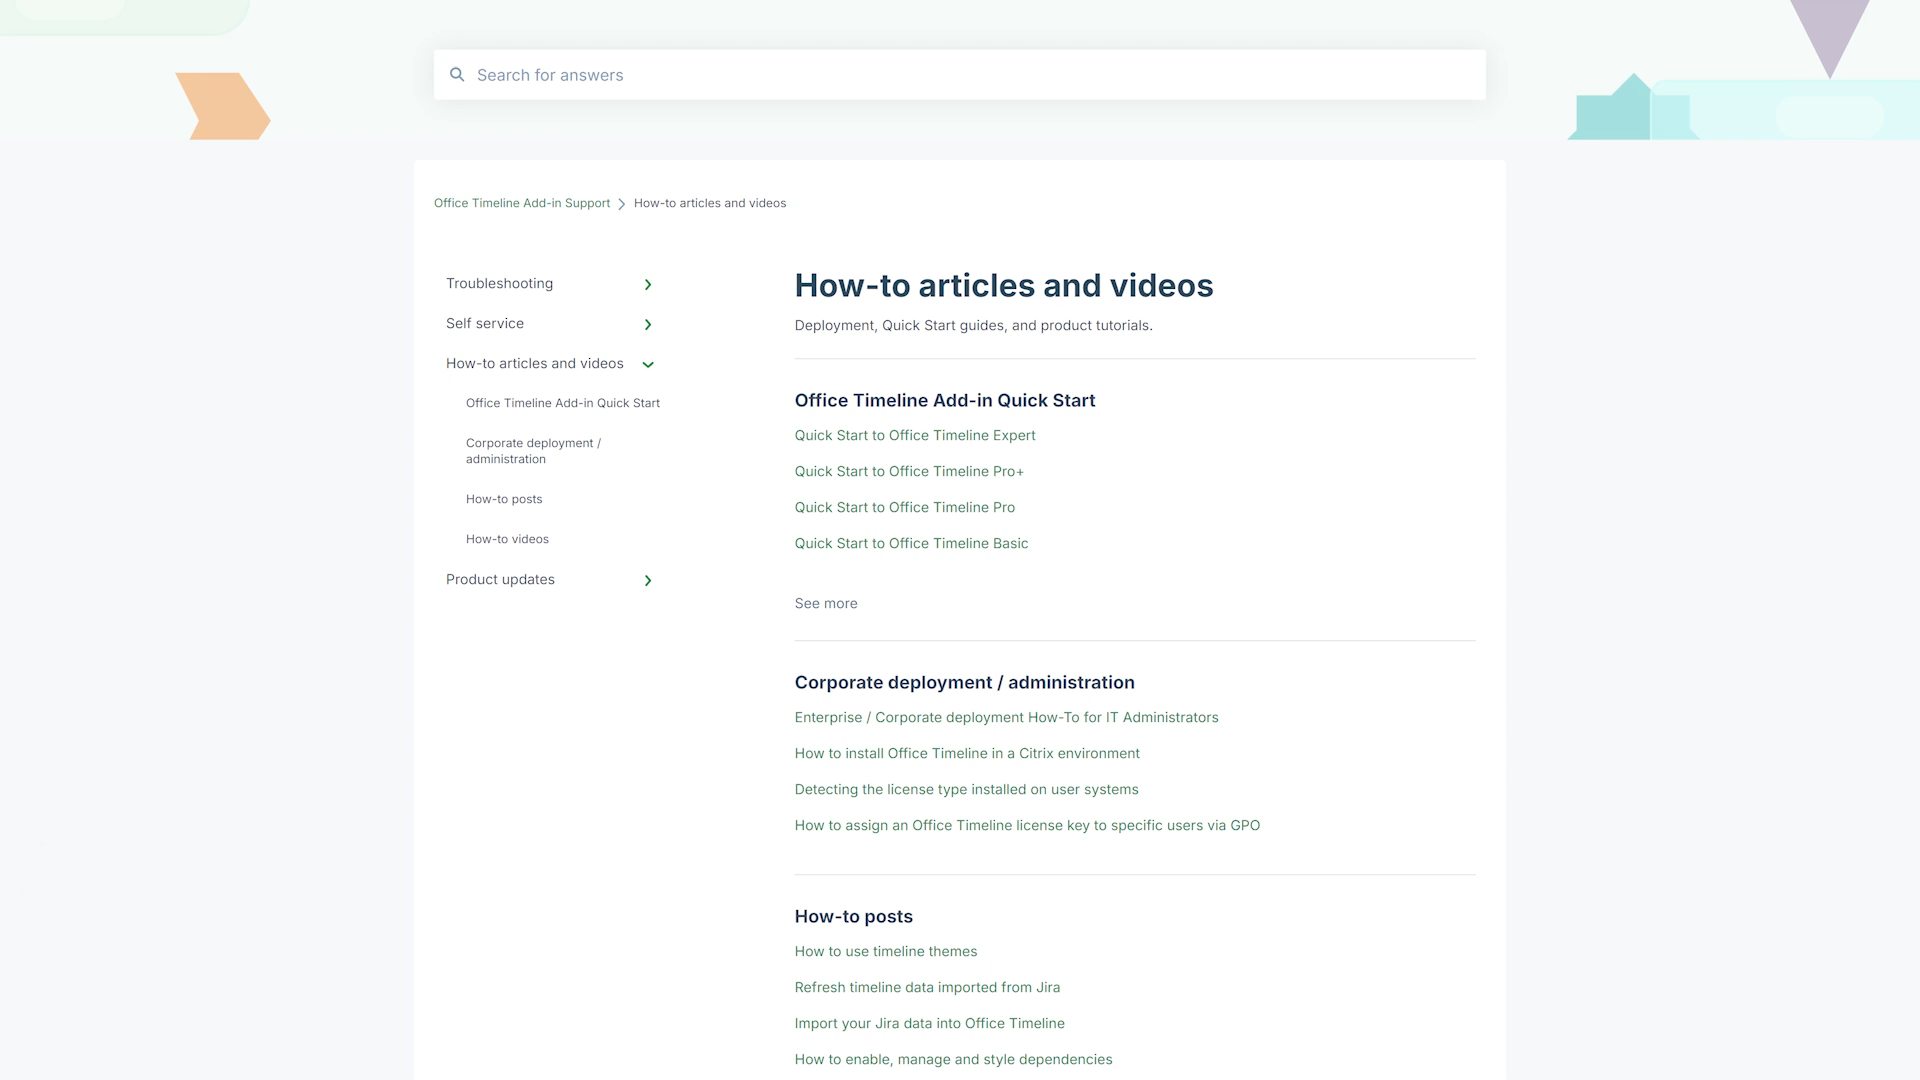 Search for answers
Office Timeline Add-in Support
How-to articles and videos
Troubleshooting
Self service
How-to articles and videos
Office Timeline Add-in Quick Start
Corporate deployment /
administration
How-to posts
How-to videos
Product updates
How-to articles and videos
Deployment, Quick Start guides, and product tutorials.
Office Timeline Add-in Quick Start
Quick Start to Office Timeline Expert
Quick Start to Office Timeline Pro+
Quick Start to Office Timeline Pro
Quick Start to Office Timeline Basic
See more
Corporate deployment / administration
Enterprise / Corporate deployment How-To for IT Administrators
How to install Office Timeline in a Citrix environment
Detecting the license type installed on user systems
How to assign an Office Timeline license key to specific users via GPO
How-to posts
How to use timeline themes
Refresh timeline data imported from Jira
Import your Jira data into Office Timeline
How to enable, manage and style dependencies